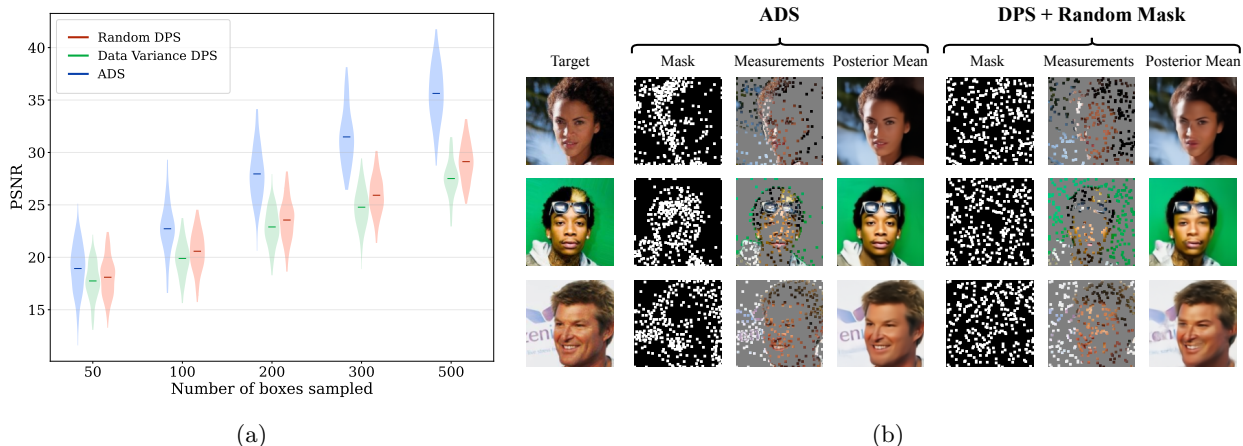 40
35
30
25
20
15
PSNR
Random DPS
Data Variance DPS
ADS
50 100 200 300 500
Number of boxes sampled
(a)
ADS DPS + Random Mask
Target Mask Measurements Posterior Mean Mask Measurements Posterior Mean
(b)